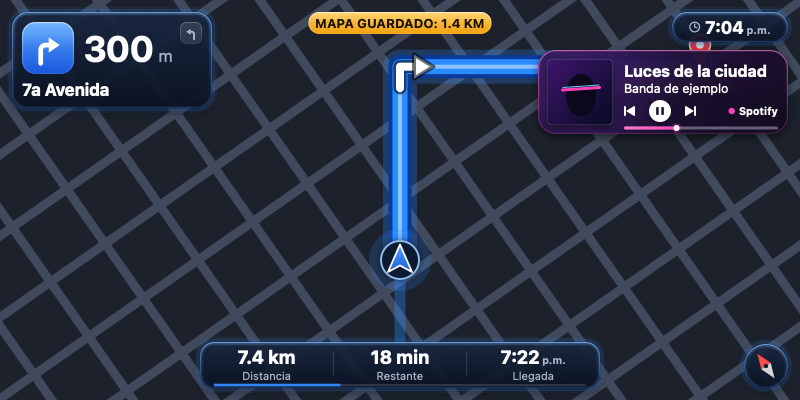 300 m
7a Avenida
MAPA GUARDADO: 1.4 KM
7:04 p.m.
Luces de la ciudad
Banda de ejemplo
Spotify
7.4 km
Distancia
18 min
Restante
7:22 p.m.
Llegada